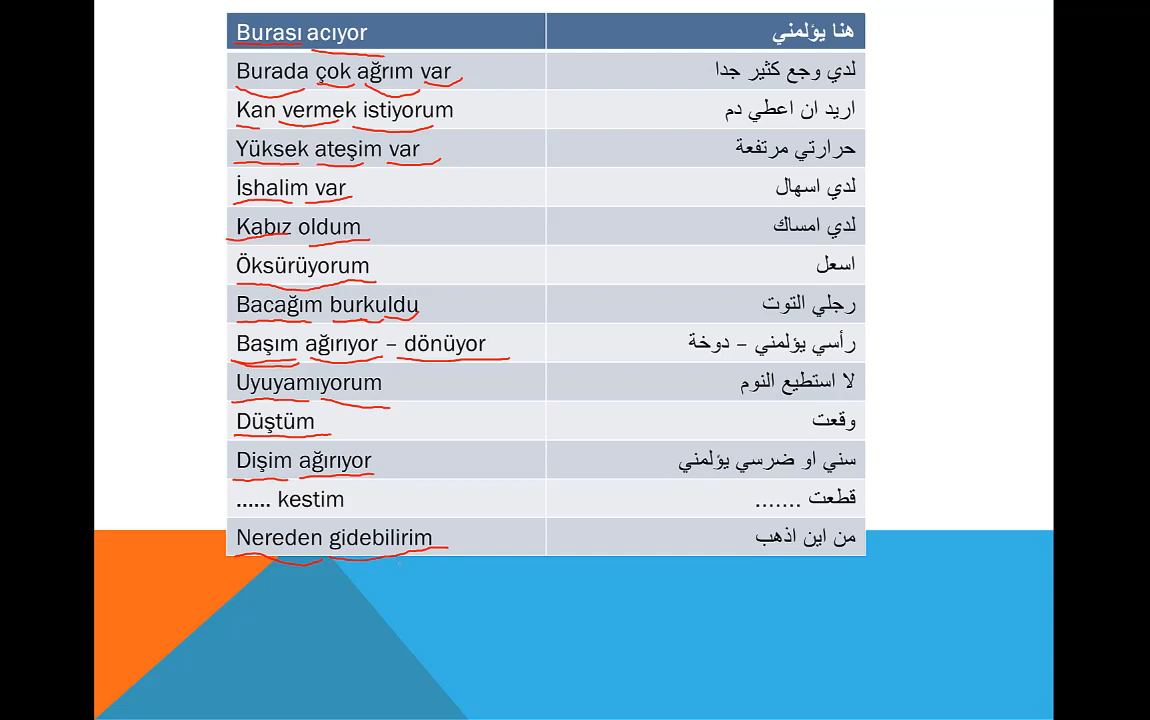 Burası acıyor هنا يؤلمني
Burada çok ağrım var لدي وجع كثير جدا
Kan vermek istiyorum اريد ان اعطي دم
Yüksek ateşim var حرارتي مرتفعة
İshalim var لدي اسهال
Kabız oldum لدي امساك
Öksürüyorum اسعل
Bacağım burkuldu رجلي التوت
Başım ağırıyor – dönüyor رأسي يؤلمني – دوخة
Uyuyamıyorum لا استطيع النوم
Düştüm وقعت
Dişim ağırıyor سني او ضرسي يؤلمني
...... kestim قطعت .......
Nereden gidebilirim من اين اذهب